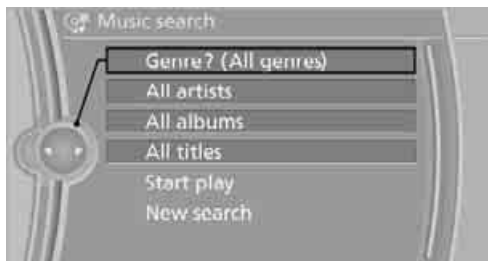 Music search
Genre? (All genres)
All artists
All albums
All titles
Start play
New search